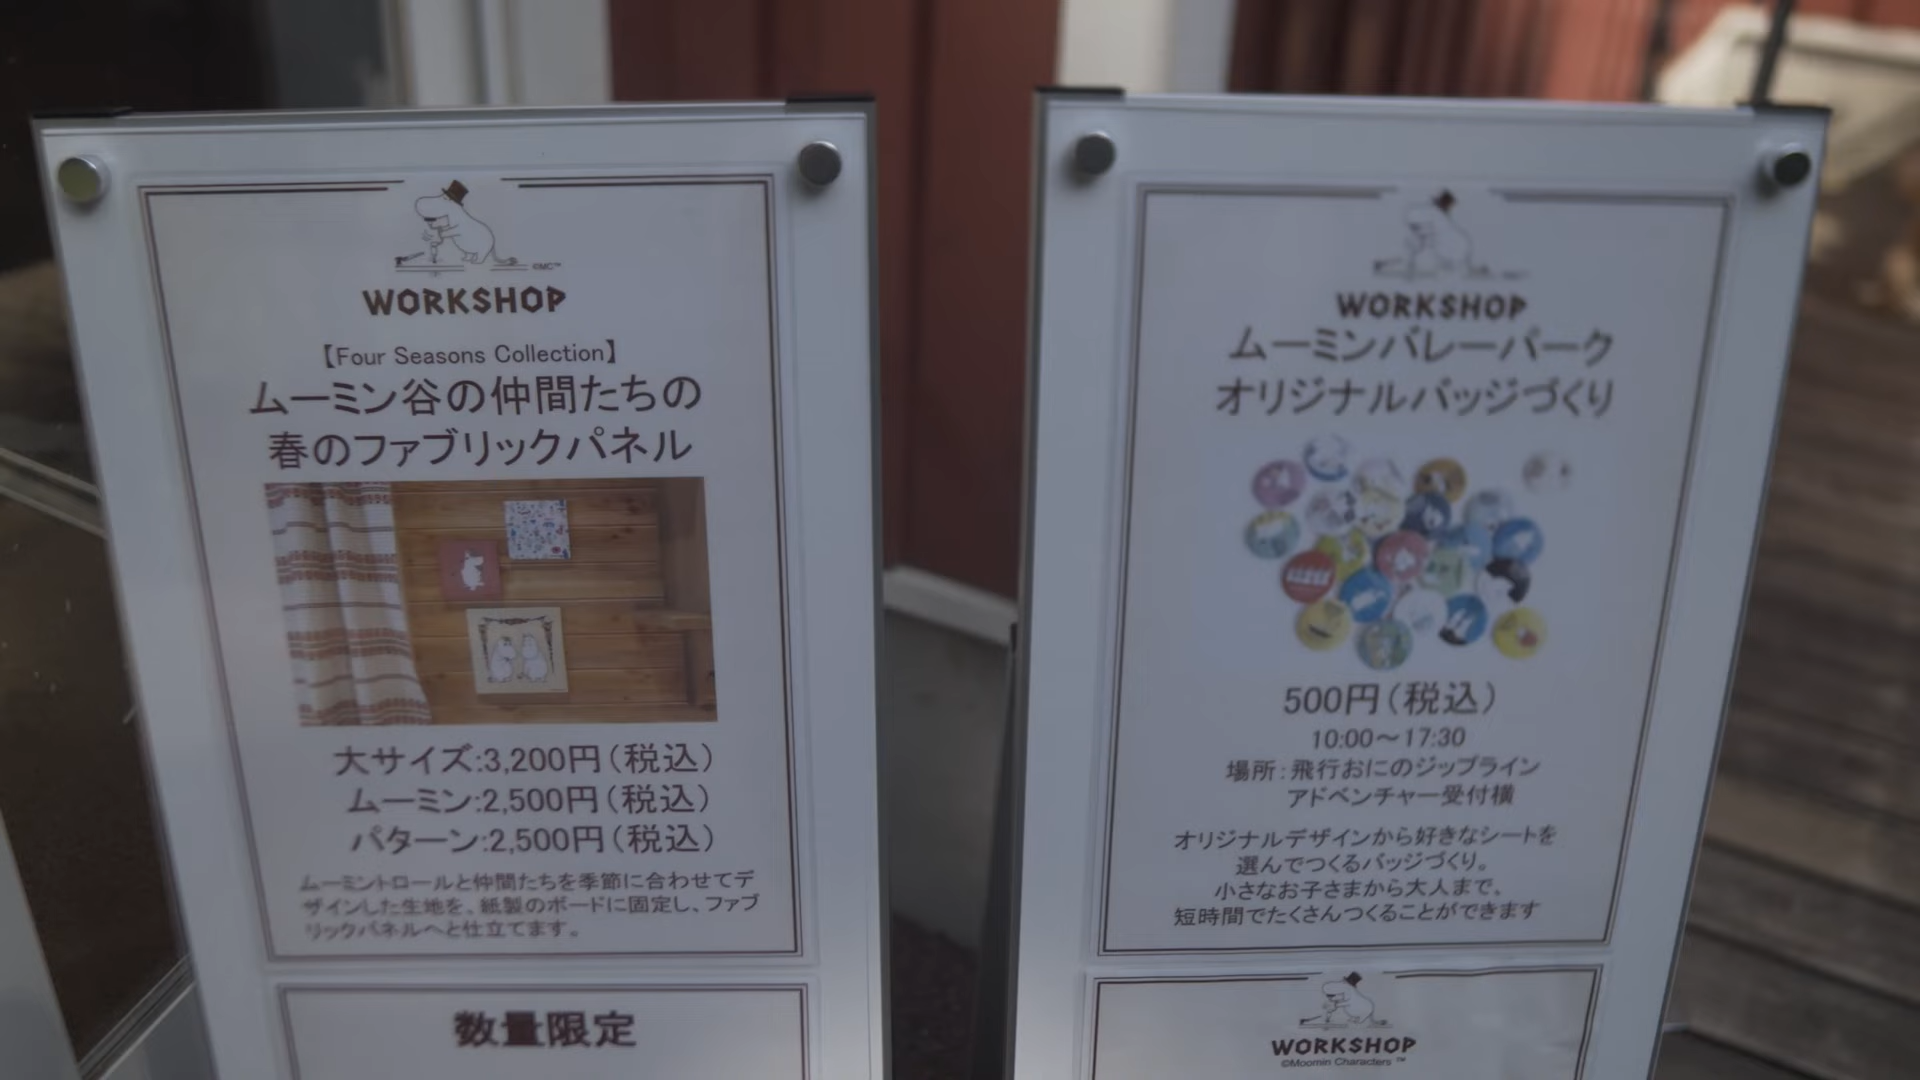 ©MC™
WORKSHOP
【Four Seasons Collection】
ムーミン谷の仲間たちの
春のファブリックパネル
大サイズ:3,200円(税込)
ムーミン:2,500円(税込)
パターン:2,500円(税込)
ムーミントロールと仲間たちを季節に合わせてデ
ザインした生地を、紙製のボードに固定し、ファブ
リックパネルへと仕立てます。
数量限定
WORKSHOP
ムーミンバレーパーク
オリジナルバッジづくり
500円(税込)
10:00～17:30
場所:飛行おにのジップライン
アドベンチャー受付横
オリジナルデザインから好きなシートを
選んでつくるバッジづくり。
小さなお子さまから大人まで、
短時間でたくさんつくることができます
WORKSHOP
©Moomin Characters ™